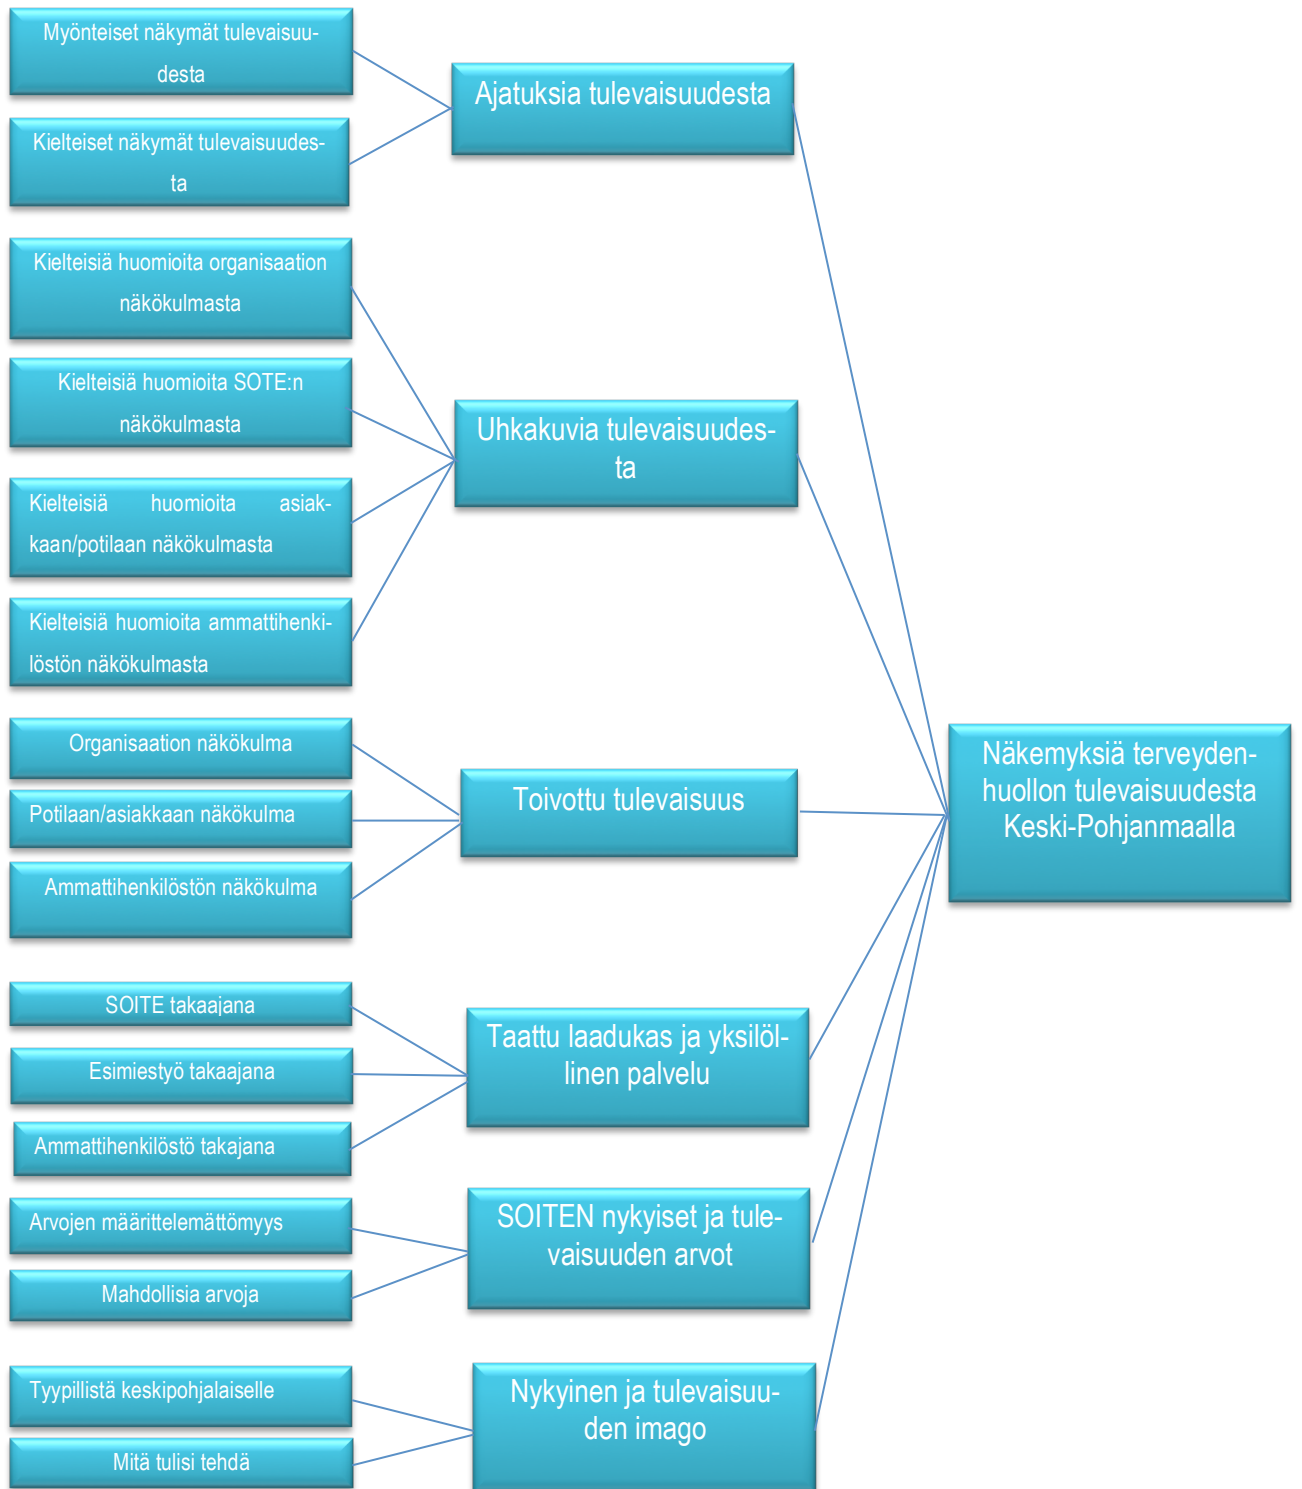 Myönteiset näkymät tulevaisuu-
desta
Kielteiset näkymät tulevaisuudes-
ta
Ajatuksia tulevaisuudesta
Kielteisiä huomioita organisaation
näkökulmasta
Kielteisiä huomioita SOTE:n
näkökulmasta
Kielteisiä huomioita asiak-
kaan/potilaan näkökulmasta
Kielteisiä huomioita ammattihenki-
löstön näkökulmasta
Uhkakuvia tulevaisuudes-
ta
Organisaation näkökulma
Potilaan/asiakkaan näkökulma
Ammattihenkilöstön näkökulma
Toivottu tulevaisuus
SOITE takaajana
Esimiestyö takaajana
Ammattihenkilöstö takajana
Taattu laadukas ja yksilöl-
linen palvelu
Arvojen määrittelemättömyys
Mahdollisia arvoja
SOITEN nykyiset ja tule-
vaisuuden arvot
Tyypillistä keskipohjalaiselle
Mitä tulisi tehdä
Nykyinen ja tulevaisuu-
den imago
Näkemyksiä terveyden-
huollon tulevaisuudesta
Keski-Pohjanmaalla